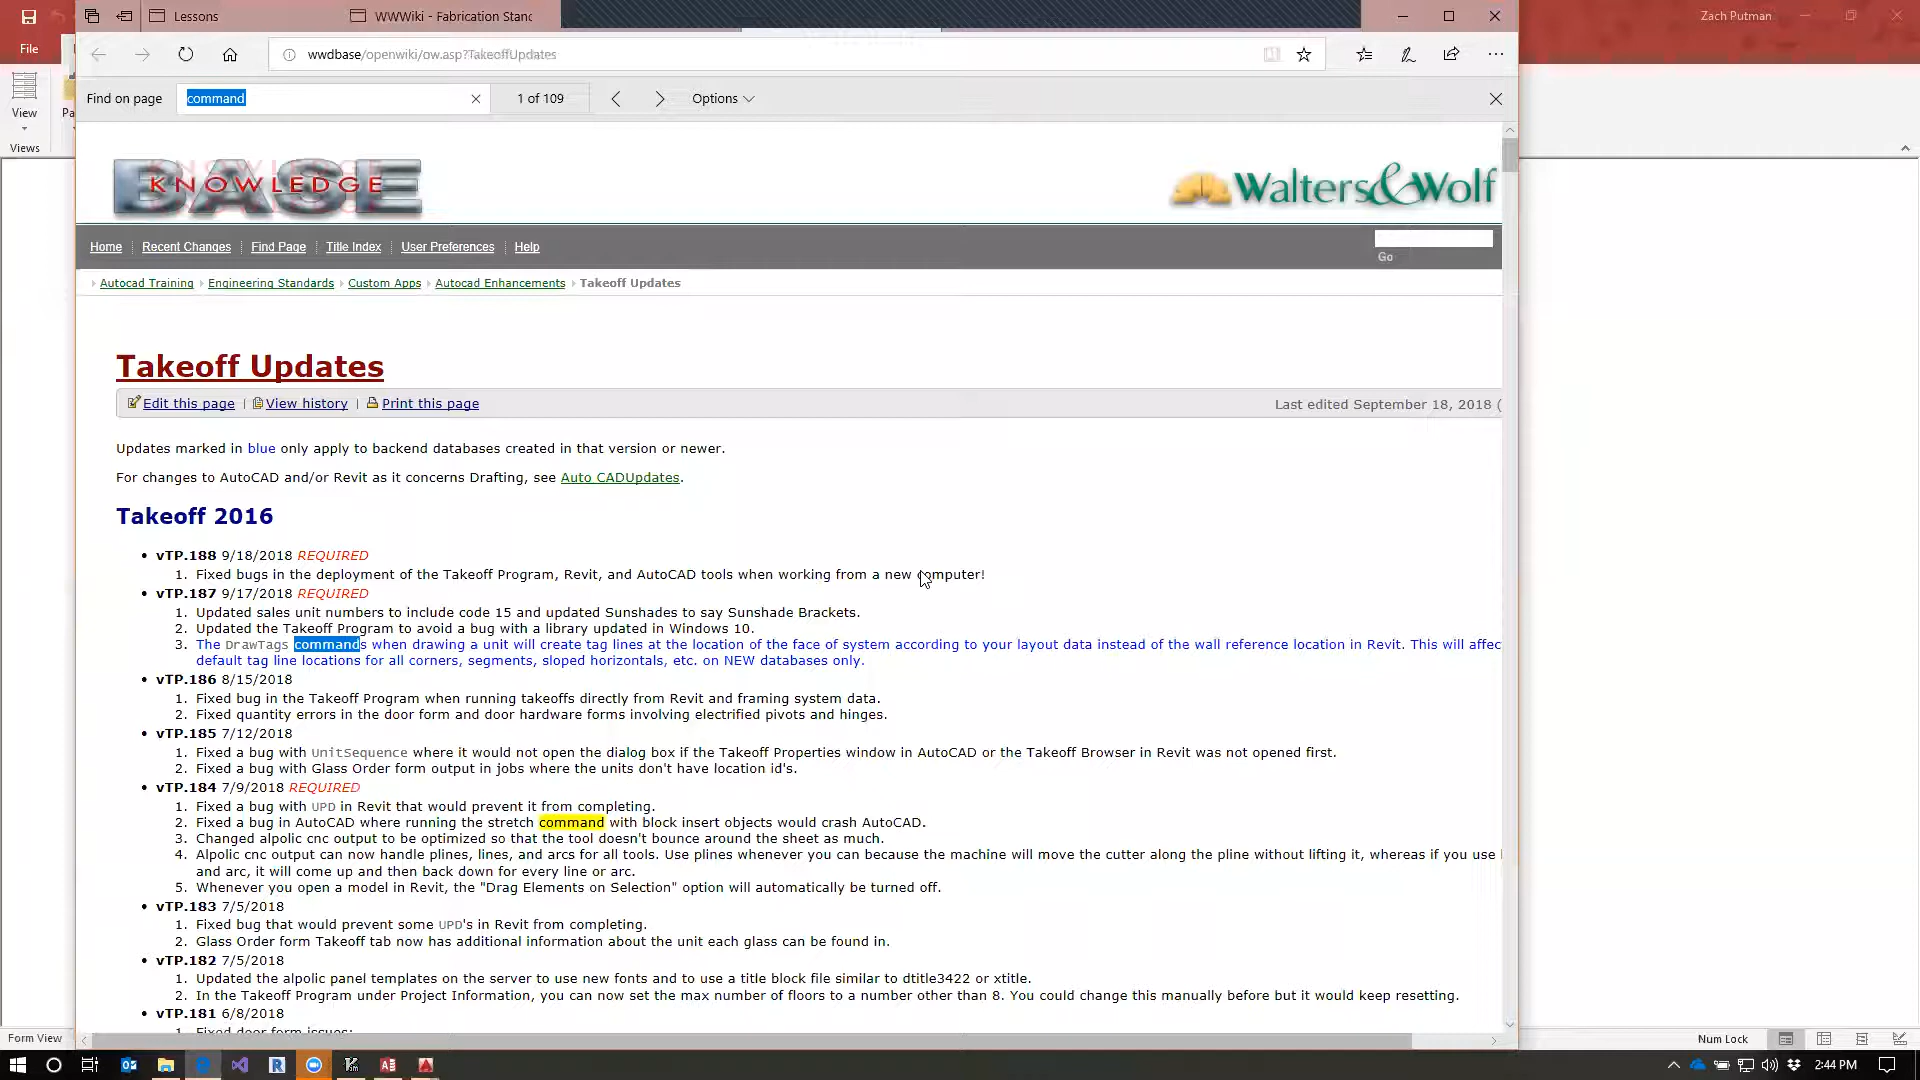 Lessons
WWWiki - Fabrication Stand
Zach Putman
File
wwdbase/openwiki/ow.asp?TakeoffUpdates
View
Views
Find on page
command
1 of 109
Options
BASE
KNOWLEDGE
Walters&Wolf
Home
Recent Changes
Find Page
Title Index
User Preferences
Help
Go
Autocad Training
Engineering Standards
Custom Apps
Autocad Enhancements
Takeoff Updates
Takeoff Updates
Edit this page | View history | Print this page
Last edited September 18, 2018 (
Updates marked in blue only apply to backend databases created in that version or newer.
For changes to AutoCAD and/or Revit as it concerns Drafting, see Auto CADUpdates.
Takeoff 2016
• vTP.188 9/18/2018 REQUIRED
1. Fixed bugs in the deployment of the Takeoff Program, Revit, and AutoCAD tools when working from a new computer!
• vTP.187 9/17/2018 REQUIRED
1. Updated sales unit numbers to include code 15 and updated Sunshades to say Sunshade Brackets.
2. Updated the Takeoff Program to avoid a bug with a library updated in Windows 10.
3. The DrawTags commands when drawing a unit will create tag lines at the location of the face of system according to your layout data instead of the wall reference location in Revit. This will affec
default tag line locations for all corners, segments, sloped horizontals, etc. on NEW databases only.
• vTP.186 8/15/2018
1. Fixed bug in the Takeoff Program when running takeoffs directly from Revit and framing system data.
2. Fixed quantity errors in the door form and door hardware forms involving electrified pivots and hinges.
• vTP.185 7/12/2018
1. Fixed a bug with UnitSequence where it would not open the dialog box if the Takeoff Properties window in AutoCAD or the Takeoff Browser in Revit was not opened first.
2. Fixed a bug with Glass Order form output in jobs where the units don't have location id's.
• vTP.184 7/9/2018 REQUIRED
1. Fixed a bug with UPD in Revit that would prevent it from completing.
2. Fixed a bug in AutoCAD where running the stretch command with block insert objects would crash AutoCAD.
3. Changed alpolic cnc output to be optimized so that the tool doesn't bounce around the sheet as much.
4. Alpolic cnc output can now handle plines, lines, and arcs for all tools. Use plines whenever you can because the machine will move the cutter along the pline without lifting it, whereas if you use
and arc, it will come up and then back down for every line or arc.
5. Whenever you open a model in Revit, the "Drag Elements on Selection" option will automatically be turned off.
• vTP.183 7/5/2018
1. Fixed bug that would prevent some UPD's in Revit from completing.
2. Glass Order form Takeoff tab now has additional information about the unit each glass can be found in.
• vTP.182 7/5/2018
1. Updated the alpolic panel templates on the server to use new fonts and to use a title block file similar to dtitle3422 or xtitle.
2. In the Takeoff Program under Project Information, you can now set the max number of floors to a number other than 8. You could change this manually before but it would keep resetting.
• vTP.181 6/8/2018
1. Fixed door form issues:
Form View
Num Lock
2:44 PM